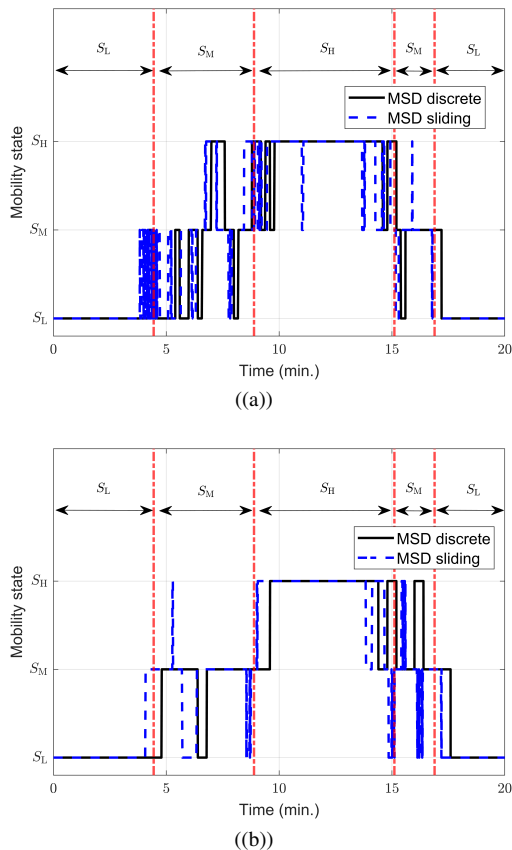 S_L S_M S_H S_M S_L
MSD discrete
MSD sliding
S_H
S_M
S_L
Mobility state
0 5 10 15 20
Time (min.)
((a))
S_L S_M S_H S_M S_L
MSD discrete
MSD sliding
S_H
S_M
S_L
Mobility state
0 5 10 15 20
Time (min.)
((b))